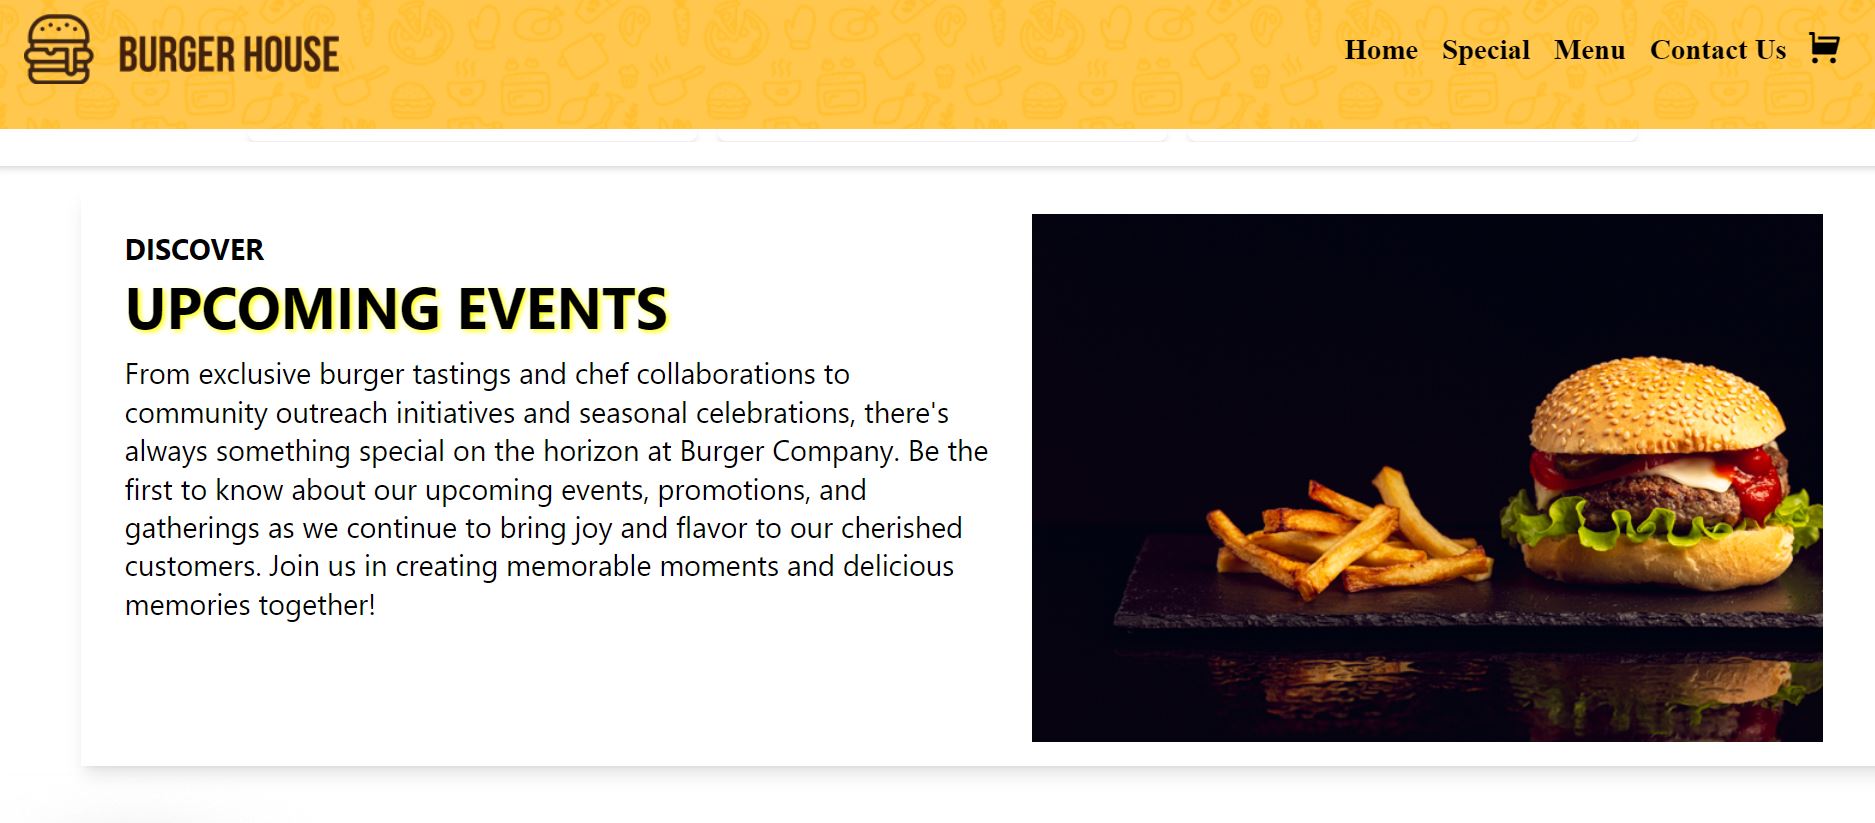 BURGER HOUSE
Home Special Menu Contact Us
DISCOVER
UPCOMING EVENTS
From exclusive burger tastings and chef collaborations to
community outreach initiatives and seasonal celebrations, there's
always something special on the horizon at Burger Company. Be the
first to know about our upcoming events, promotions, and
gatherings as we continue to bring joy and flavor to our cherished
customers. Join us in creating memorable moments and delicious
memories together!